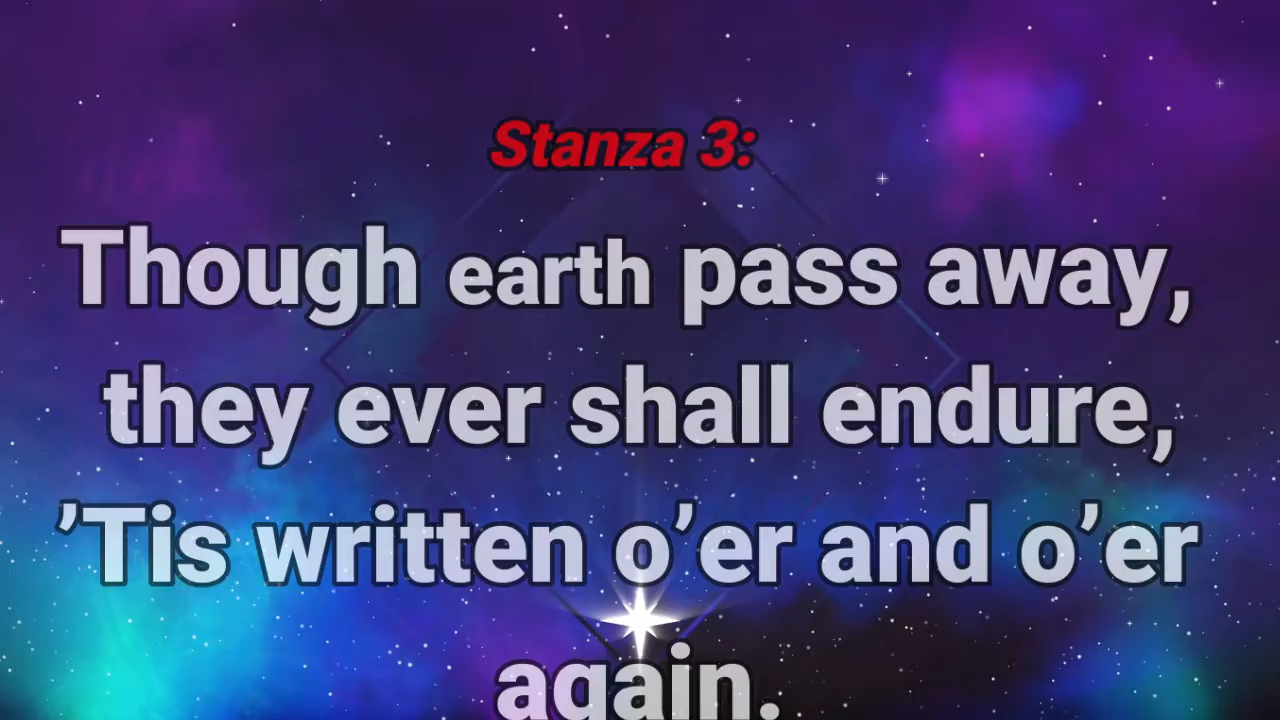 Stanza 3:
Though earth pass away,
they ever shall endure,
’Tis written o’er and o’er
again.